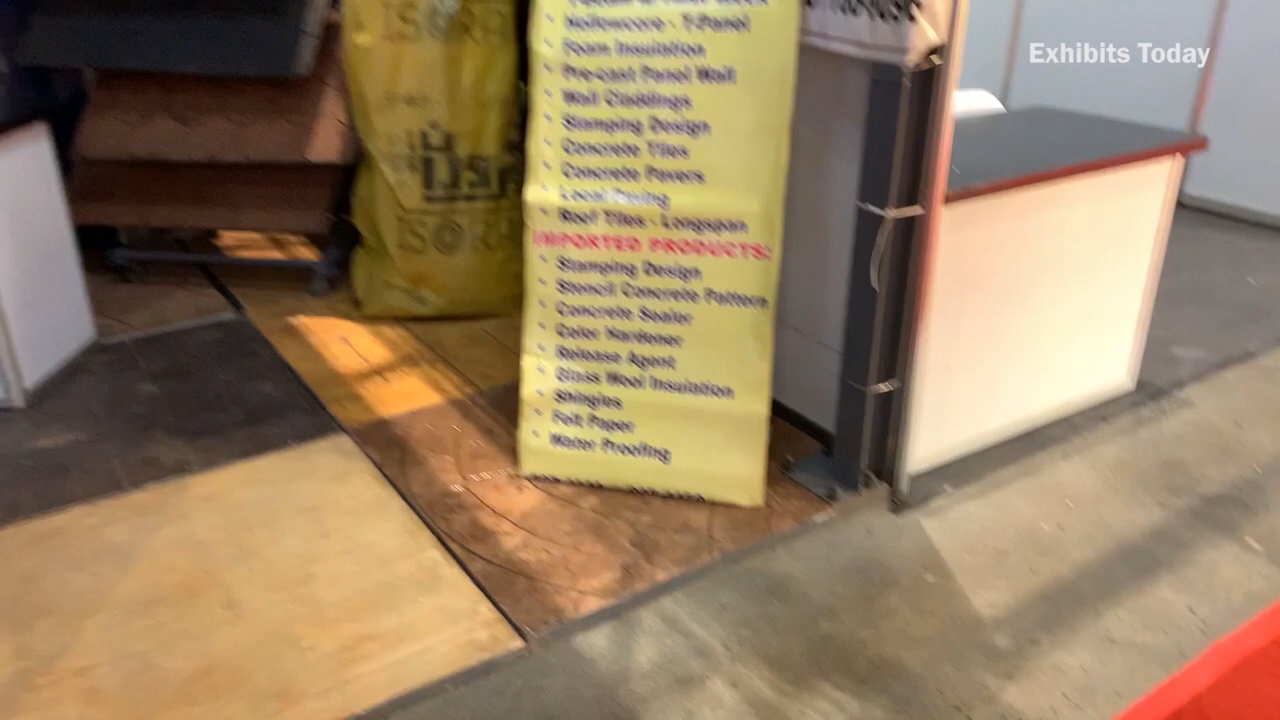 Exhibits Today
Hollowcore - T-Panel
Foam Insulation
Pre-cast Panel Wall
Wall Claddings
Stamping Design
Concrete Tiles
Concrete Pavers
Local Paving
Roof Tiles - Longspan
IMPORTED PRODUCTS:
Stamping Design
Stencil Concrete Pattern
Concrete Sealer
Color Hardener
Release Agent
Glass Wool Insulation
Shingles
Felt Paper
Water Proofing